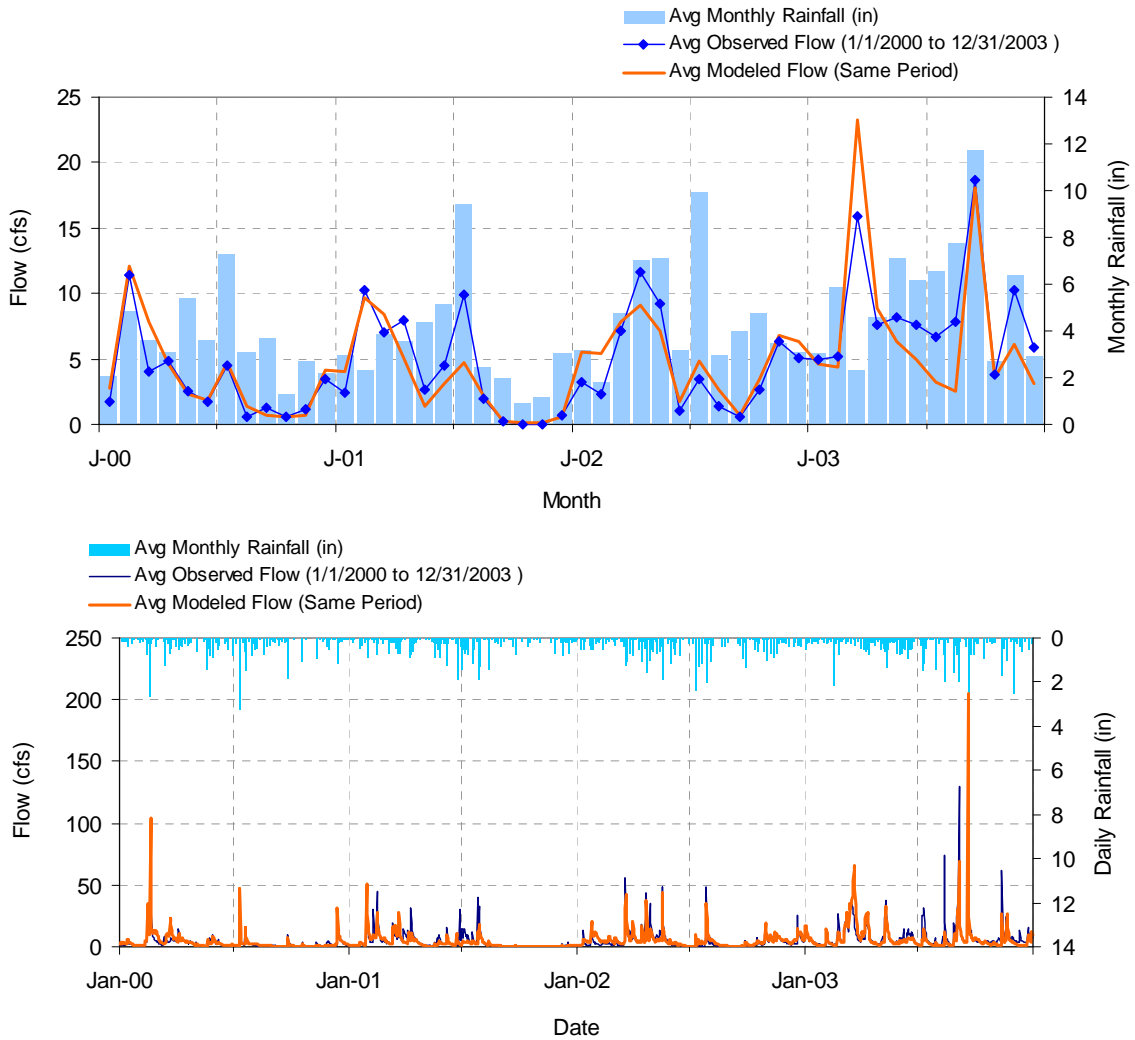 Avg Monthly Rainfall (in)
Avg Observed Flow (1/1/2000 to 12/31/2003 )
Avg Modeled Flow (Same Period)
25
20
15
10
5
0
Flow (cfs)
14
12
10
8
6
4
2
0
Monthly Rainfall (in)
J-00
J-01
J-02
J-03
Month
Avg Monthly Rainfall (in)
Avg Observed Flow (1/1/2000 to 12/31/2003 )
Avg Modeled Flow (Same Period)
250
200
150
100
50
0
Flow (cfs)
0
2
4
6
8
10
12
14
Daily Rainfall (in)
Jan-00
Jan-01
Jan-02
Jan-03
Date